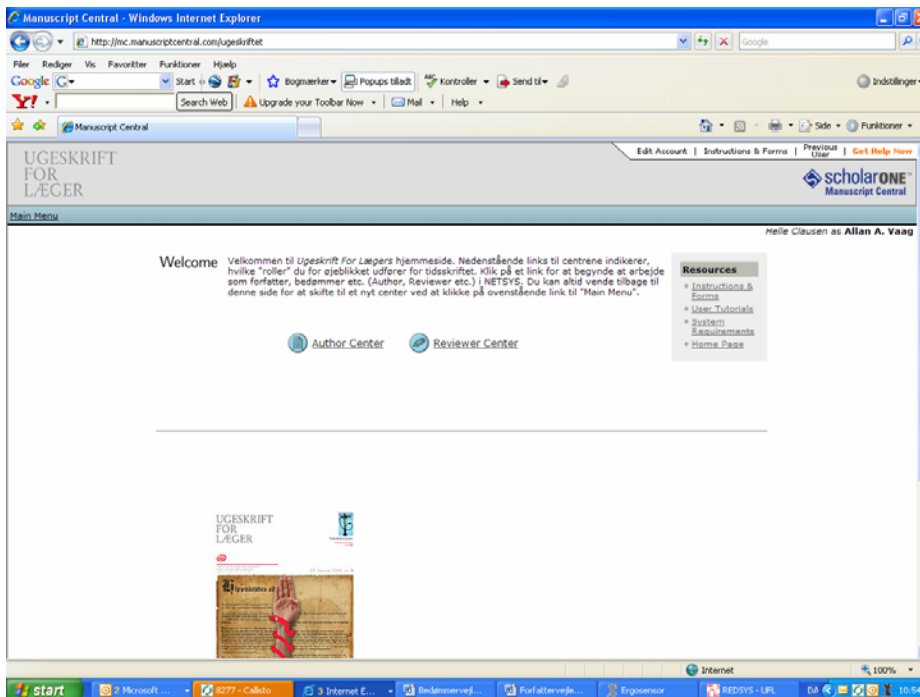 Manuscript Central - Windows Internet Explorer
http://mc.manuscriptcentral.com/ugeskriftet
Google
Filer Rediger Vis Favoritter Funktioner Hjælp
Google G Start Bogmærker Popups tilladt Kontroller Send til Indstillinger
Y! Search Web Upgrade your Toolbar Now Mail Help
Manuscript Central Side Funktioner
UGESKRIFT
FOR
LÆGER
Edit Account | Instructions & Forms | Previous User | Get Help Now
SCHOLARONE
Manuscript Central
Main Menu
Helle Clausen as Allan A. Vaag
Welcome
Velkommen til Ugeskrift For Lægers hjemmeside. Nedenstående links til centrene indikerer,
hvilke "roller" du for øjeblikket udfører for tidsskriftet. Klik på et link for at begynde at arbejde
som forfatter, bedømmer etc. (Author, Reviewer etc.) i NETSYS. Du kan altid vende tilbage til
denne side for at skifte til et nyt center ved at klikke på ovenstående link til "Main Menu".
Resources
Instructions &
Forms
User Tutorials
System
Requirements
Home Page
Author Center Reviewer Center
UGESKRIFT
FOR
LÆGER
Internet 100%
start 2 Microsoft ... 8277 - Calisto 3 Internet E... Bedømmervej... Forfattervejle... Ergosensor REDSYS - UFL DA 10:54